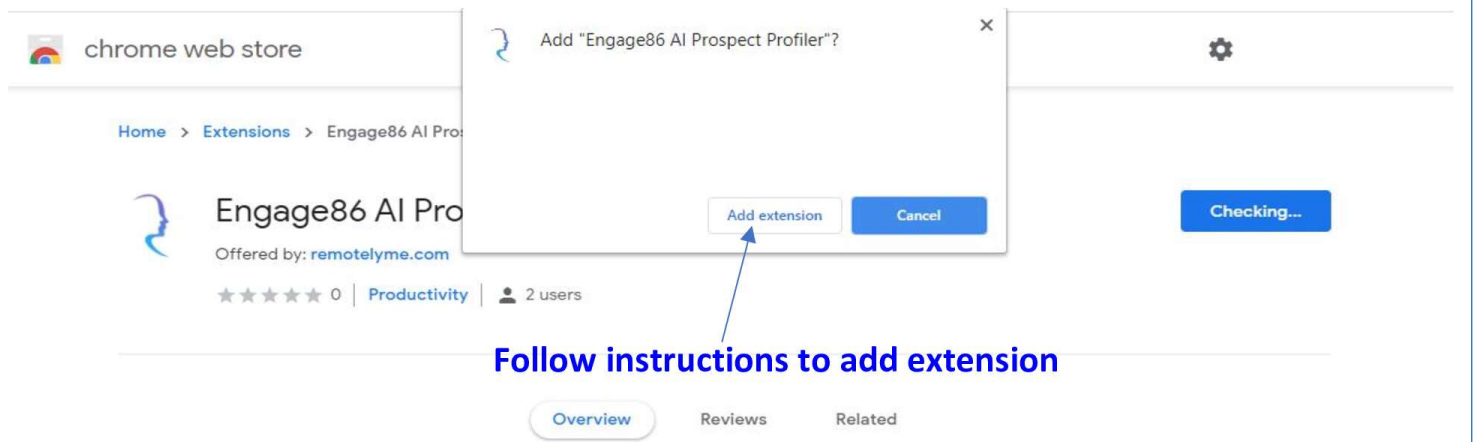 chrome web store
Add "Engage86 AI Prospect Profiler"?
Home > Extensions > Engage86 AI Pros
Add extension
Cancel
Engage86 AI Pro
Checking...
Offered by: remotelyme.com
0 | Productivity | 2 users
Follow instructions to add extension
Overview Reviews Related